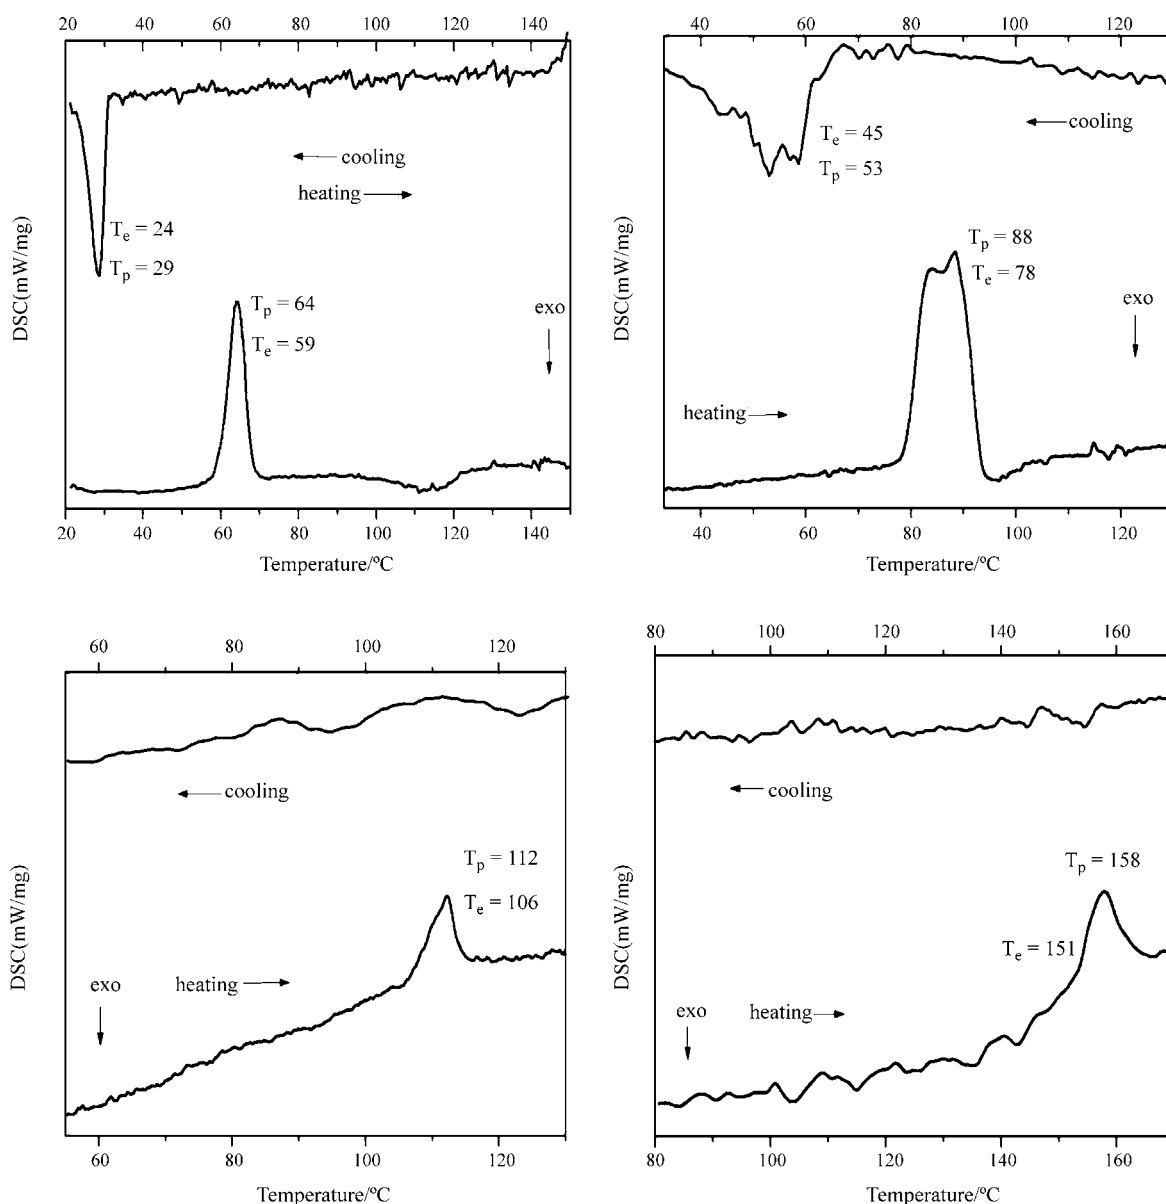 20 40 60 80 100 120 140
cooling
heating
T_e = 24
T_p = 29
T_p = 64
T_e = 59
exo
DSC(mW/mg)
20 40 60 80 100 120 140
Temperature/ºC
40 60 80 100 120
cooling
T_e = 45
T_p = 53
T_p = 88
T_e = 78
exo
heating
DSC(mW/mg)
40 60 80 100 120
Temperature/ºC
60 80 100 120
cooling
T_p = 112
T_e = 106
exo
heating
DSC(mW/mg)
60 80 100 120
Temperature/ºC
80 100 120 140 160
cooling
T_p = 158
T_e = 151
exo
heating
DSC(mW/mg)
80 100 120 140 160
Temperature/ºC